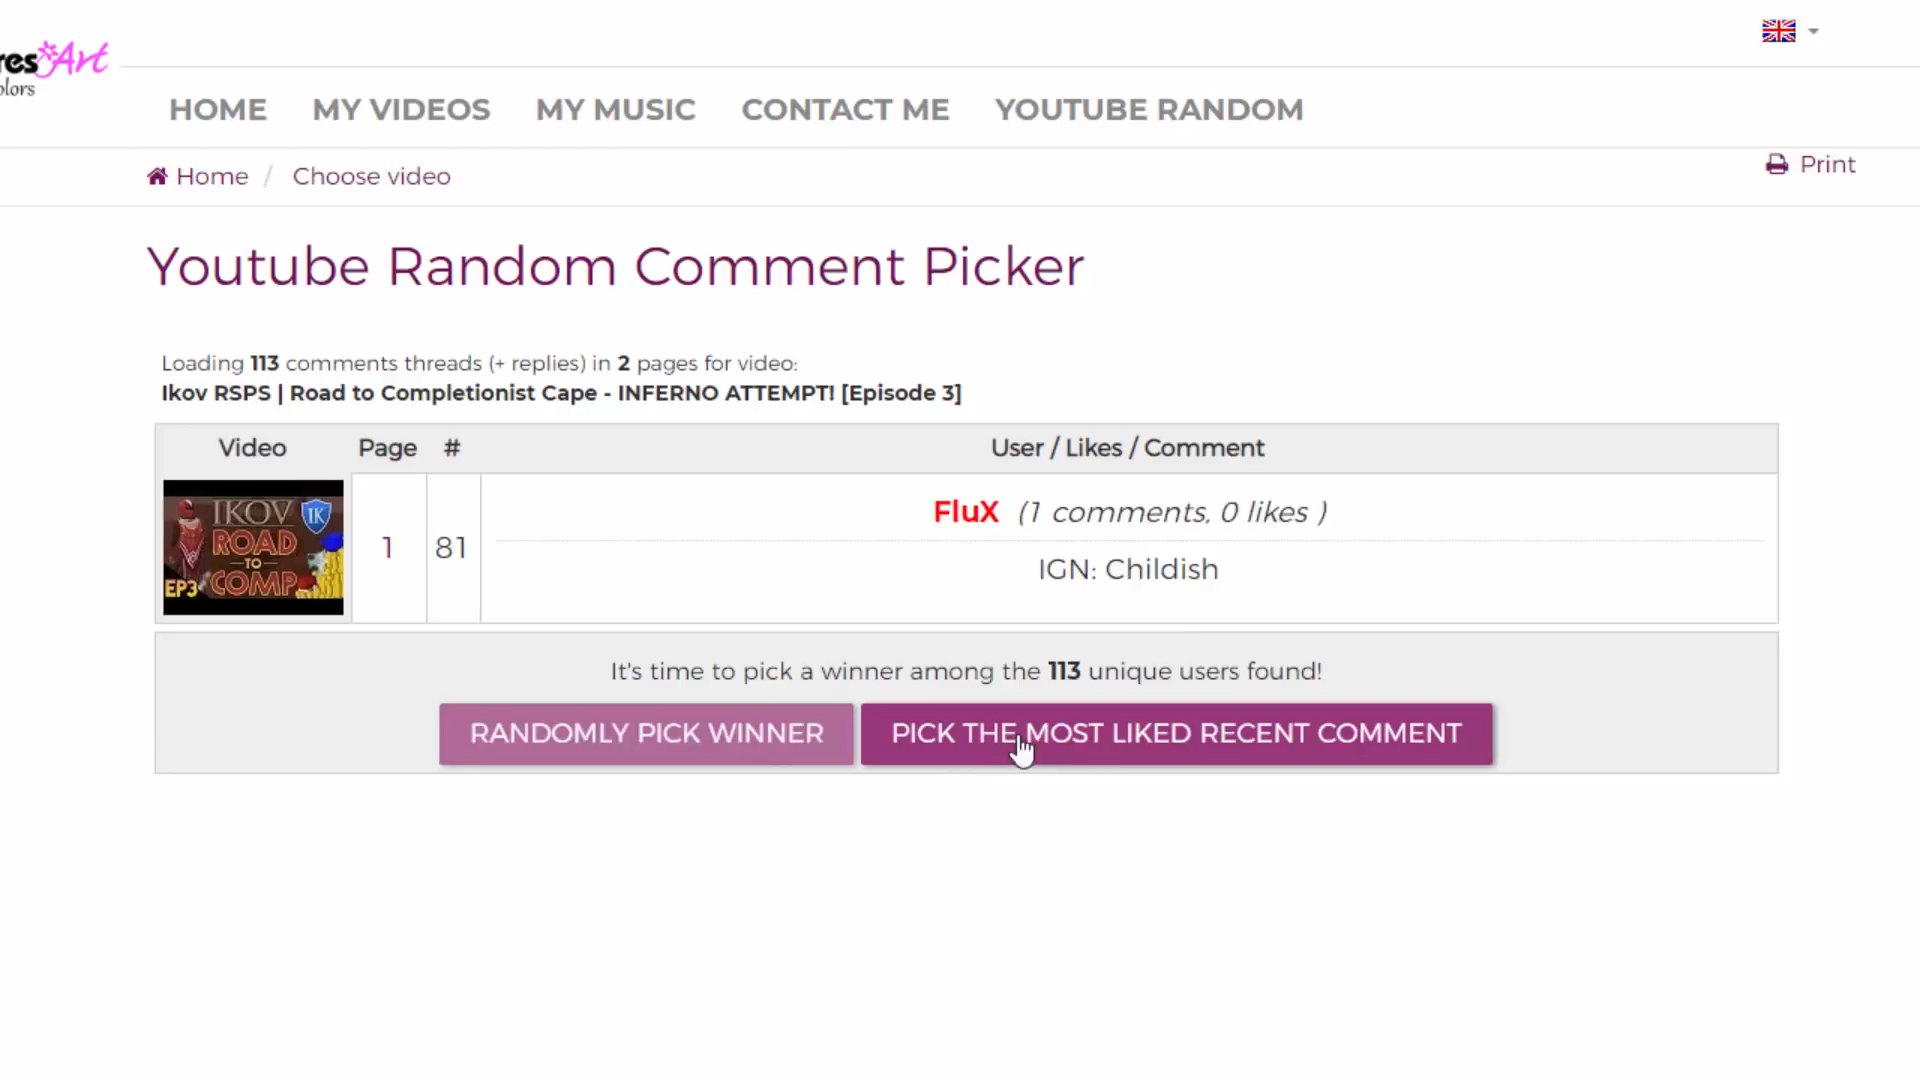 res Art
olors
HOME MY VIDEOS MY MUSIC CONTACT ME YOUTUBE RANDOM
Home / Choose video
Print
Youtube Random Comment Picker
Loading 113 comments threads (+ replies) in 2 pages for video:
Ikov RSPS | Road to Completionist Cape - INFERNO ATTEMPT! [Episode 3]
Video Page # User / Likes / Comment
IKOV IK
ROAD
-TO-
EP3 COMP
1 81
FluX (1 comments, 0 likes )
IGN: Childish
It's time to pick a winner among the 113 unique users found!
RANDOMLY PICK WINNER PICK THE MOST LIKED RECENT COMMENT